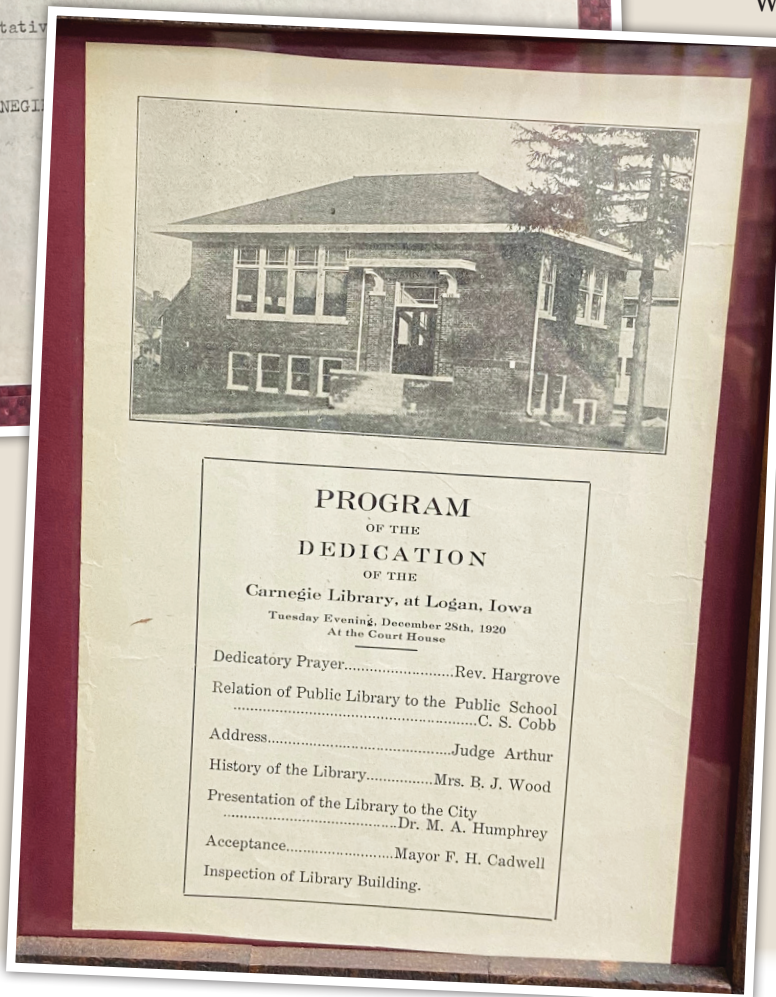 tativ
NEGI
W
PROGRAM
OF THE
DEDICATION
OF THE
Carnegie Library, at Logan, Iowa
Tuesday Evening, December 28th, 1920
At the Court House
Dedicatory Prayer..........................Rev. Hargrove
Relation of Public Library to the Public School
..........................................................C. S. Cobb
Address...........................................Judge Arthur
History of the Library................Mrs. B. J. Wood
Presentation of the Library to the City
.........................................Dr. M. A. Humphrey
Acceptance.........................Mayor F. H. Cadwell
Inspection of Library Building.